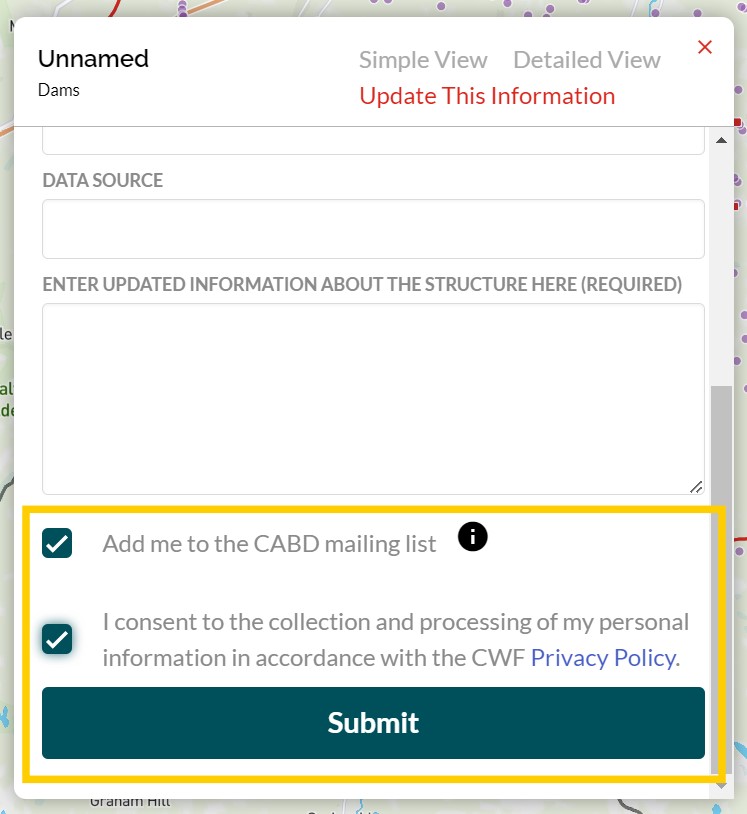 Unnamed
Dams
Simple View Detailed View
Update This Information
DATA SOURCE
ENTER UPDATED INFORMATION ABOUT THE STRUCTURE HERE (REQUIRED)
Add me to the CABD mailing list
I consent to the collection and processing of my personal
information in accordance with the CWF Privacy Policy.
Submit
Graham Hill